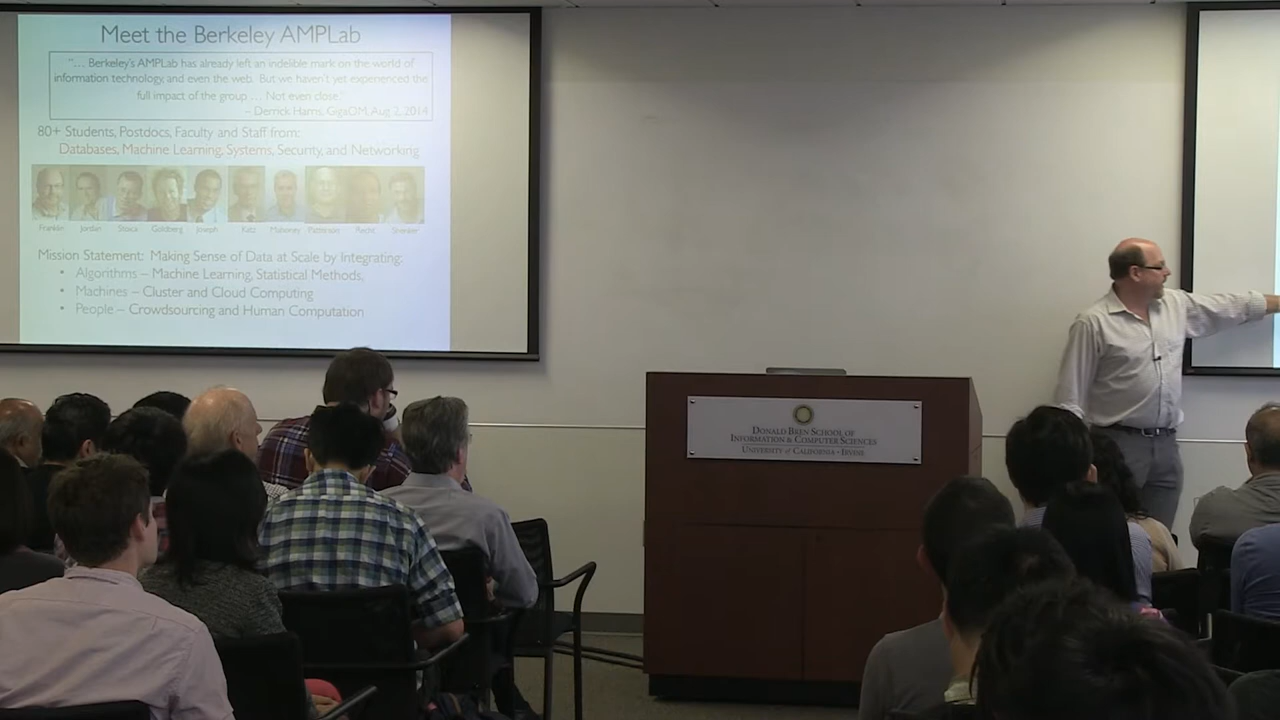 Meet the Berkeley AMPLab
"... Berkeley's AMPLab has already left an indelible mark on the world of
information technology, and even the web. But we haven't yet experienced the
full impact of the group ... Not even close."
– Derrick Harris, GigaOM, Aug 2, 2014
80+ Students, Postdocs, Faculty and Staff from:
Databases, Machine Learning, Systems, Security, and Networking
Franklin Jordan Stoica Goldberg Joseph Katz Mahoney Patterson Recht Shenker
Mission Statement: Making Sense of Data at Scale by Integrating:
• Algorithms – Machine Learning, Statistical Methods,
• Machines – Cluster and Cloud Computing
• People – Crowdsourcing and Human Computation
DONALD BREN SCHOOL OF
INFORMATION & COMPUTER SCIENCES
UNIVERSITY of CALIFORNIA • IRVINE